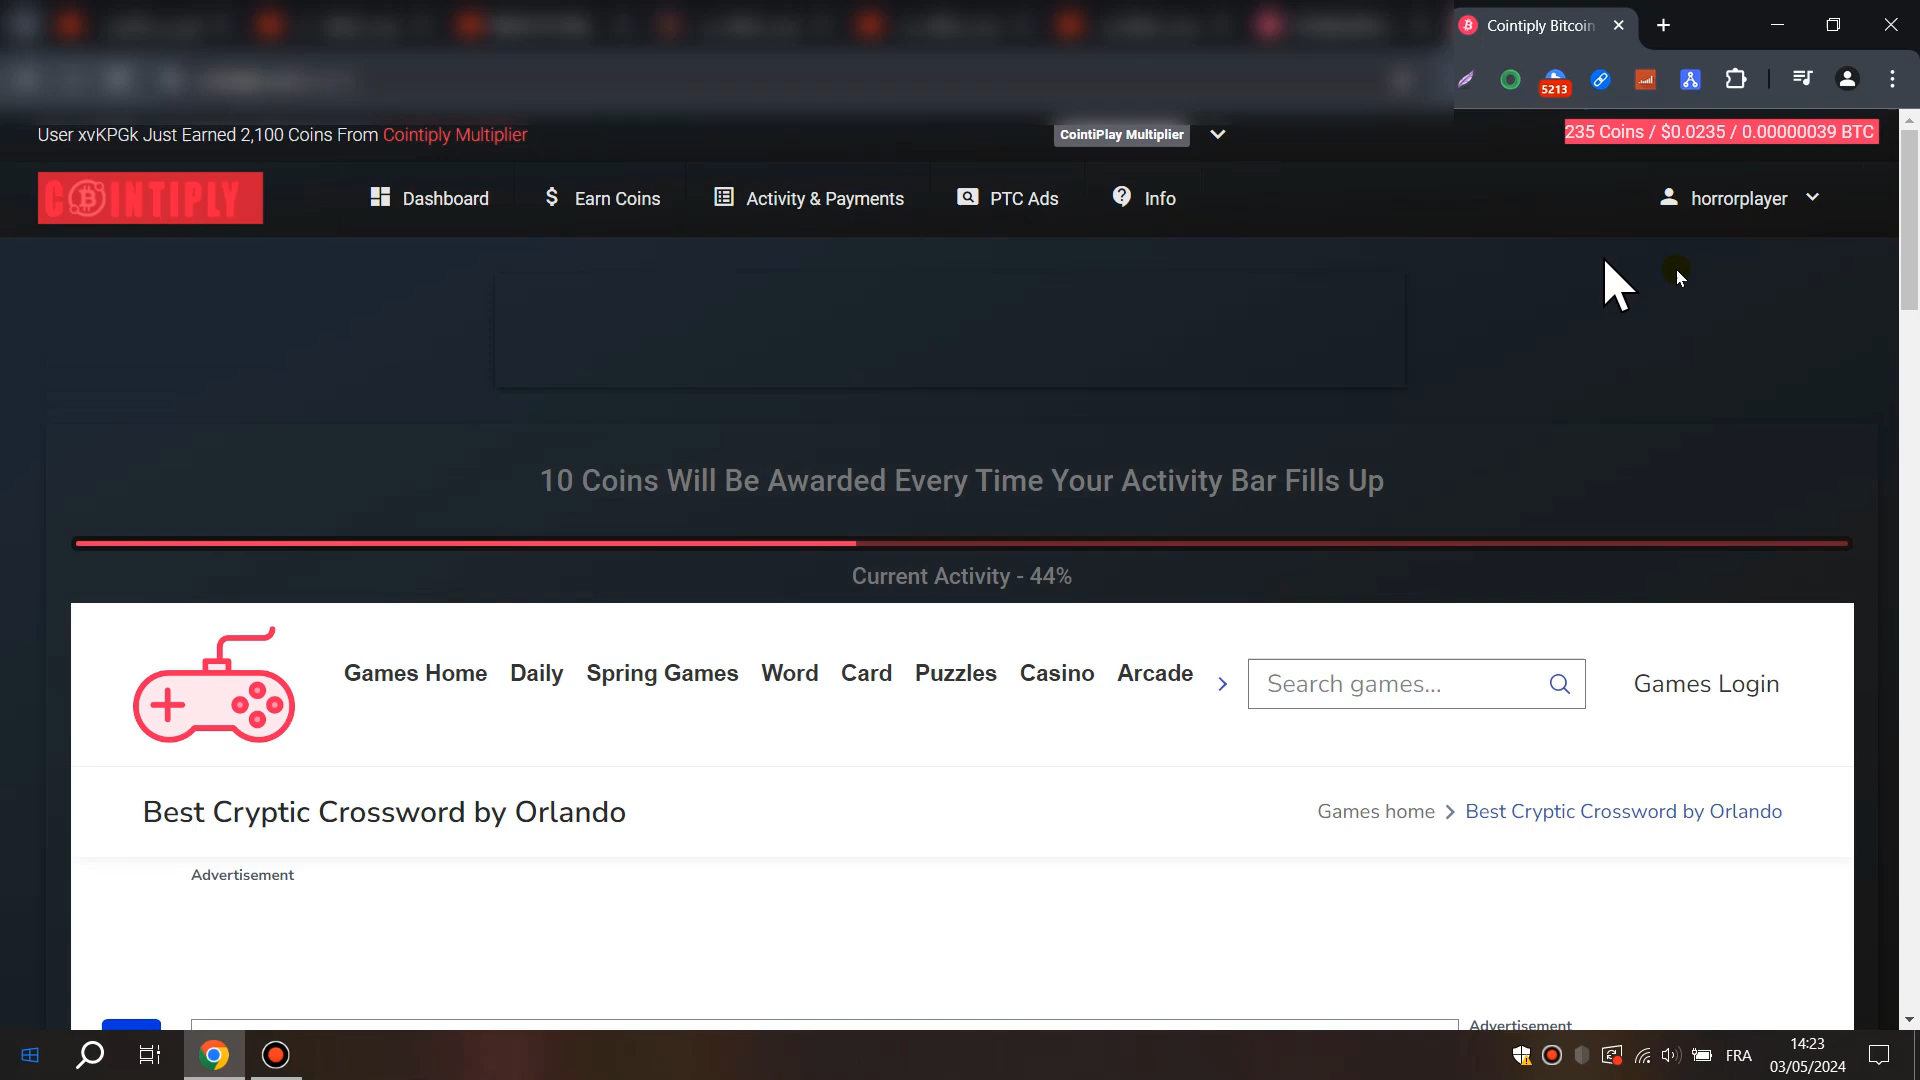 Cointiply Bitcoin
5213
User xvKPGk Just Earned 2,100 Coins From Cointiply Multiplier
CointiPlay Multiplier
235 Coins / $0.0235 / 0.00000039 BTC
COINTIPLY
Dashboard
Earn Coins
Activity & Payments
PTC Ads
Info
horrorplayer
10 Coins Will Be Awarded Every Time Your Activity Bar Fills Up
Current Activity - 44%
Games Home
Daily
Spring Games
Word
Card
Puzzles
Casino
Arcade
Search games...
Games Login
Best Cryptic Crossword by Orlando
Games home > Best Cryptic Crossword by Orlando
Advertisement
Advertisement
FRA
14:23
03/05/2024